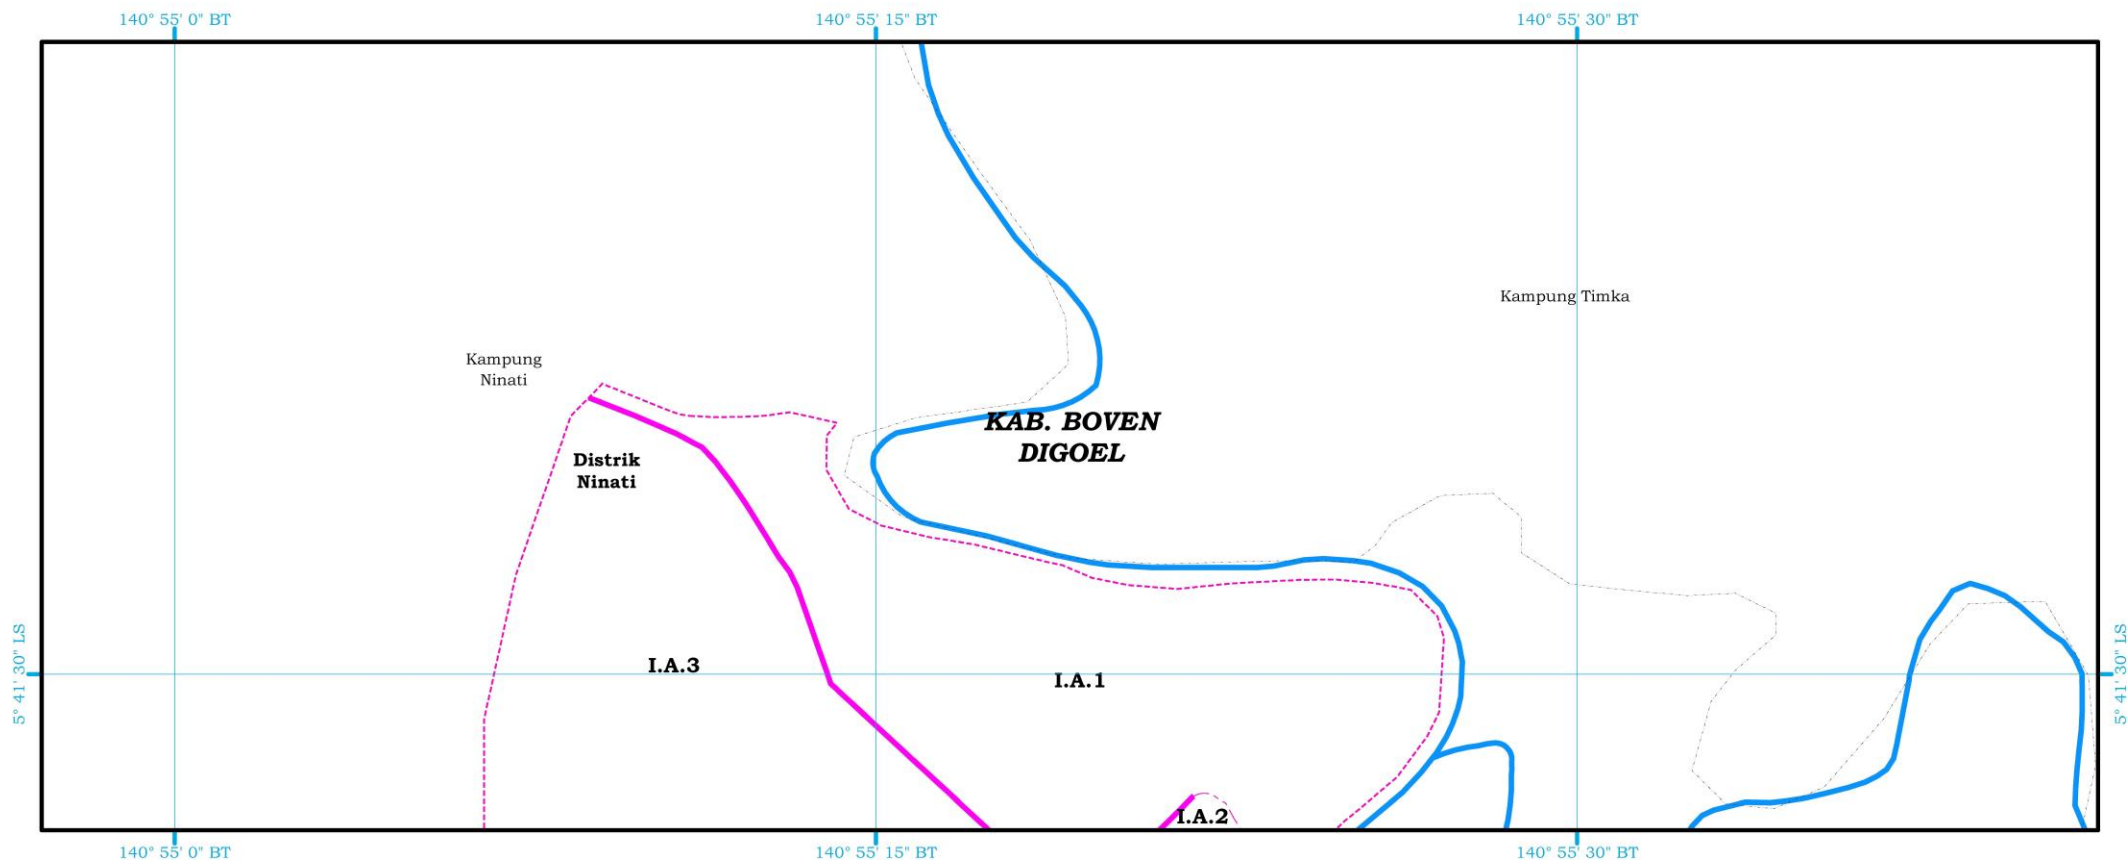 140° 55' 0" BT
140° 55' 15" BT
140° 55' 30" BT
Kampung Timka
Kampung
Ninati
KAB. BOVEN
DIGOEL
Distrik
Ninati
I.A.3
I.A.1
5° 41' 30" LS
5° 41' 30" LS
I.A.2
140° 55' 0" BT
140° 55' 15" BT
140° 55' 30" BT